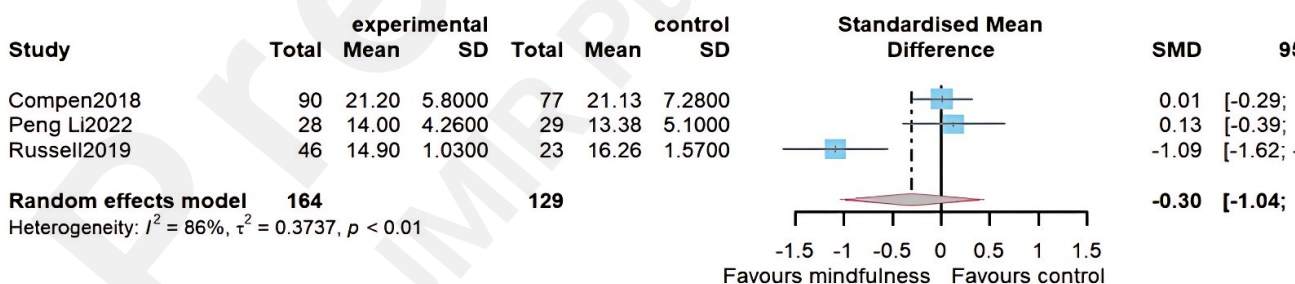 experimental control Standardised Mean
Study Total Mean SD Total Mean SD Difference SMD 95
Compen2018 90 21.20 5.8000 77 21.13 7.2800 0.01 [-0.29;
Peng Li2022 28 14.00 4.2600 29 13.38 5.1000 0.13 [-0.39;
Russell2019 46 14.90 1.0300 23 16.26 1.5700 -1.09 [-1.62; -
Random effects model 164 129 -0.30 [-1.04;
Heterogeneity: I² = 86%, τ² = 0.3737, p < 0.01
-1.5 -1 -0.5 0 0.5 1 1.5
Favours mindfulness Favours control
Pre
JMIR Pu